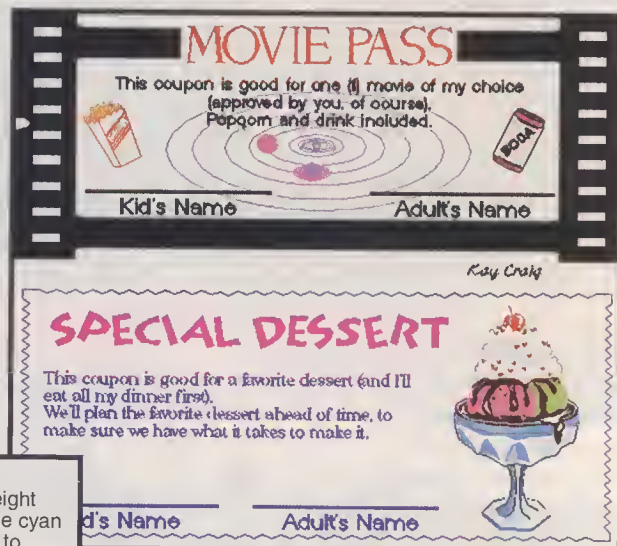 MOVIE PASS
This coupon is good for one (1) movie of my choice
(approved by you, of course).
Popcorn and drink included.
SODA
Kid's Name
Adult's Name
Kay Craig
SPECIAL DESSERT
This coupon is good for a favorite dessert (and I'll
eat all my dinner first).
We'll plan the favorite dessert ahead of time, to
make sure we have what it takes to make it.
d's Name
Adult's Name
eight
e cyan
to